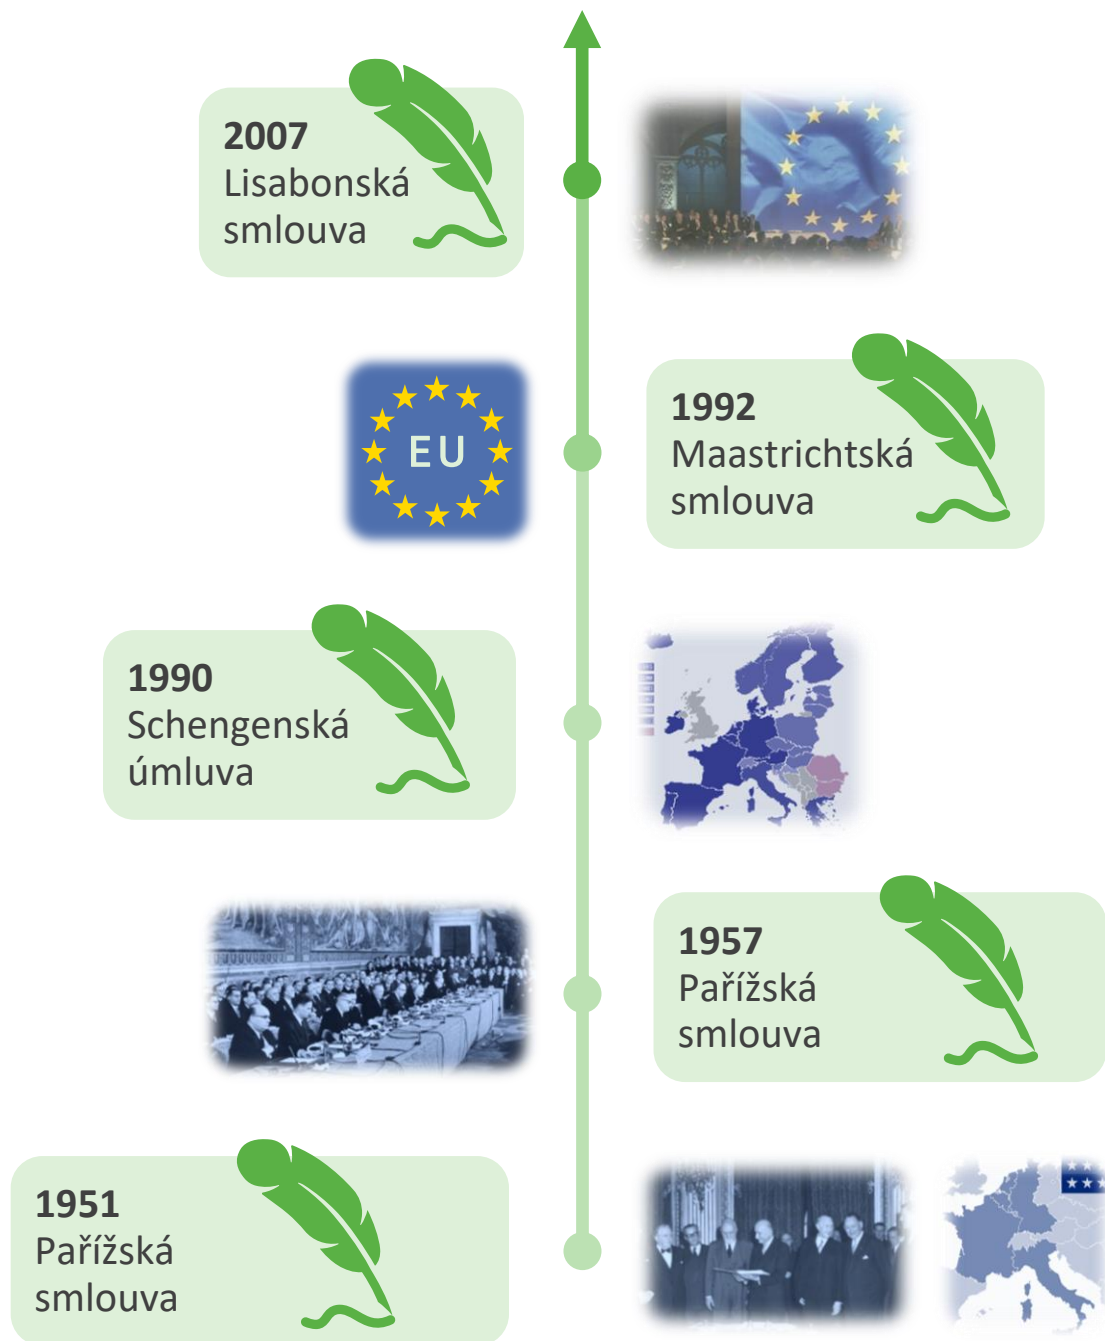 2007
Lisabonská
smlouva
EU
1992
Maastrichtská
smlouva
1990
Schengenská
úmluva
1957
Pařížská
smlouva
1951
Pařížská
smlouva